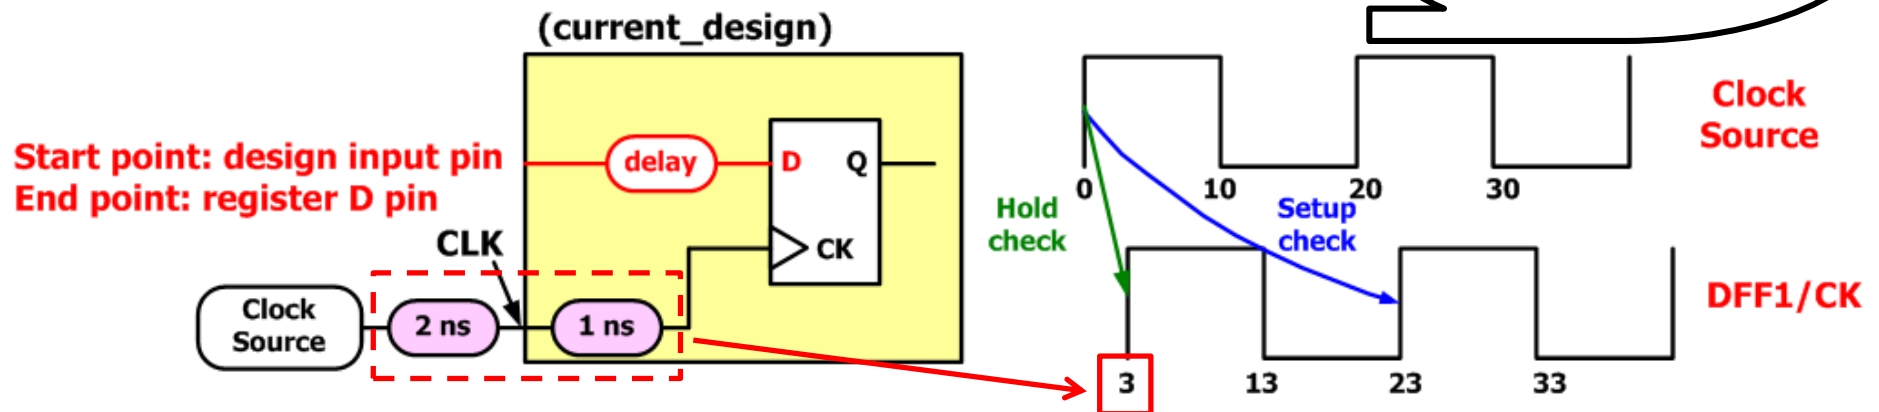 (current_design)
Start point: design input pin
End point: register D pin
delay
D
Q
CK
CLK
Clock
Source
2 ns
1 ns
Clock
Source
0
10
20
30
Hold
check
Setup
check
DFF1/CK
3
13
23
33